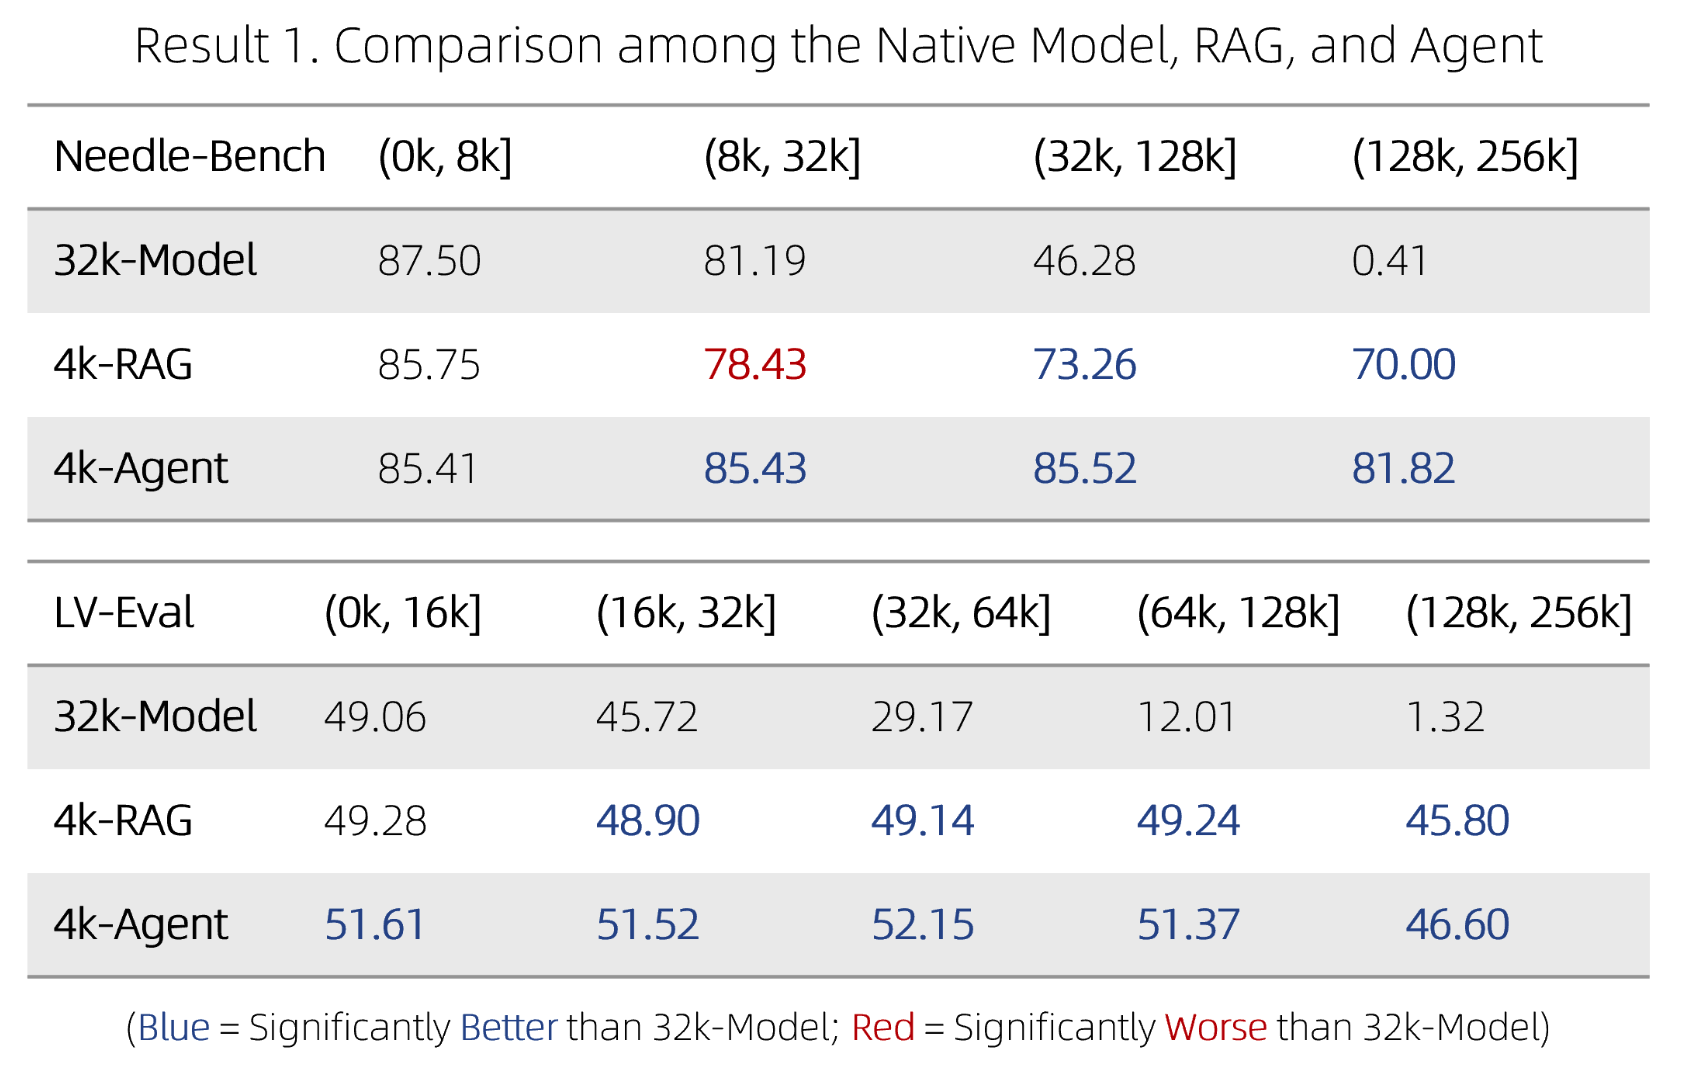 Result 1. Comparison among the Native Model, RAG, and Agent
Needle-Bench (0k, 8k] (8k, 32k] (32k, 128k] (128k, 256k]
32k-Model 87.50 81.19 46.28 0.41
4k-RAG 85.75 78.43 73.26 70.00
4k-Agent 85.41 85.43 85.52 81.82
LV-Eval (0k, 16k] (16k, 32k] (32k, 64k] (64k, 128k] (128k, 256k]
32k-Model 49.06 45.72 29.17 12.01 1.32
4k-RAG 49.28 48.90 49.14 49.24 45.80
4k-Agent 51.61 51.52 52.15 51.37 46.60
(Blue = Significantly Better than 32k-Model; Red = Significantly Worse than 32k-Model)